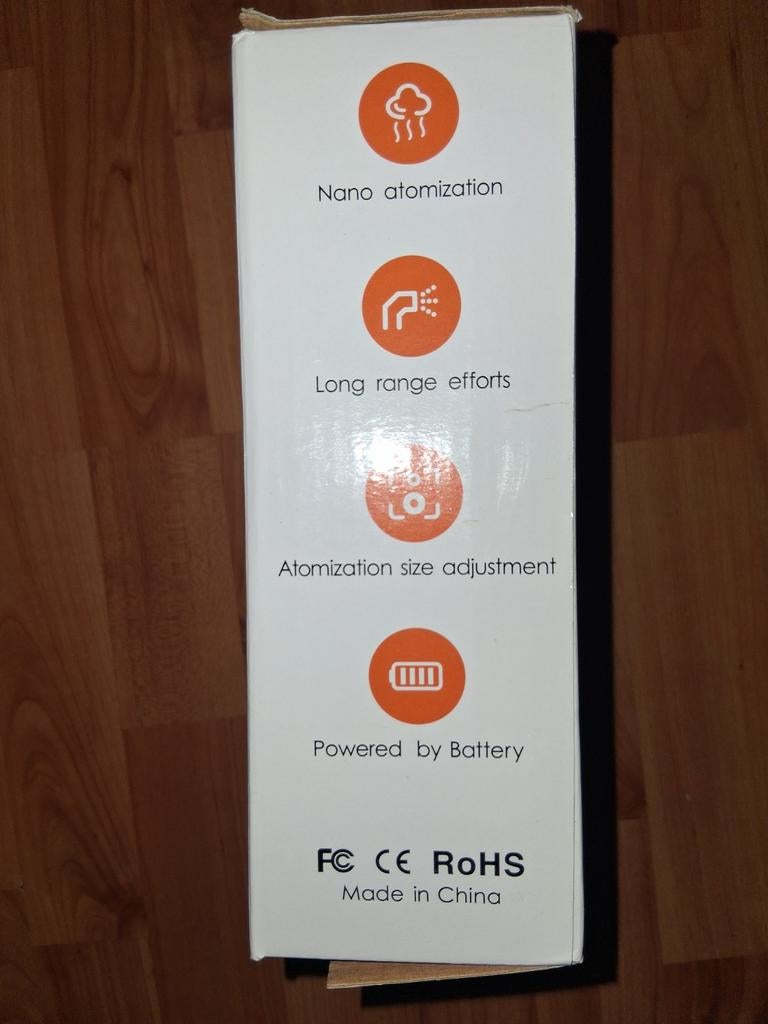 Nano atomization
Long range efforts
Atomization size adjustment
Powered by Battery
FC CE RoHS
Made in China